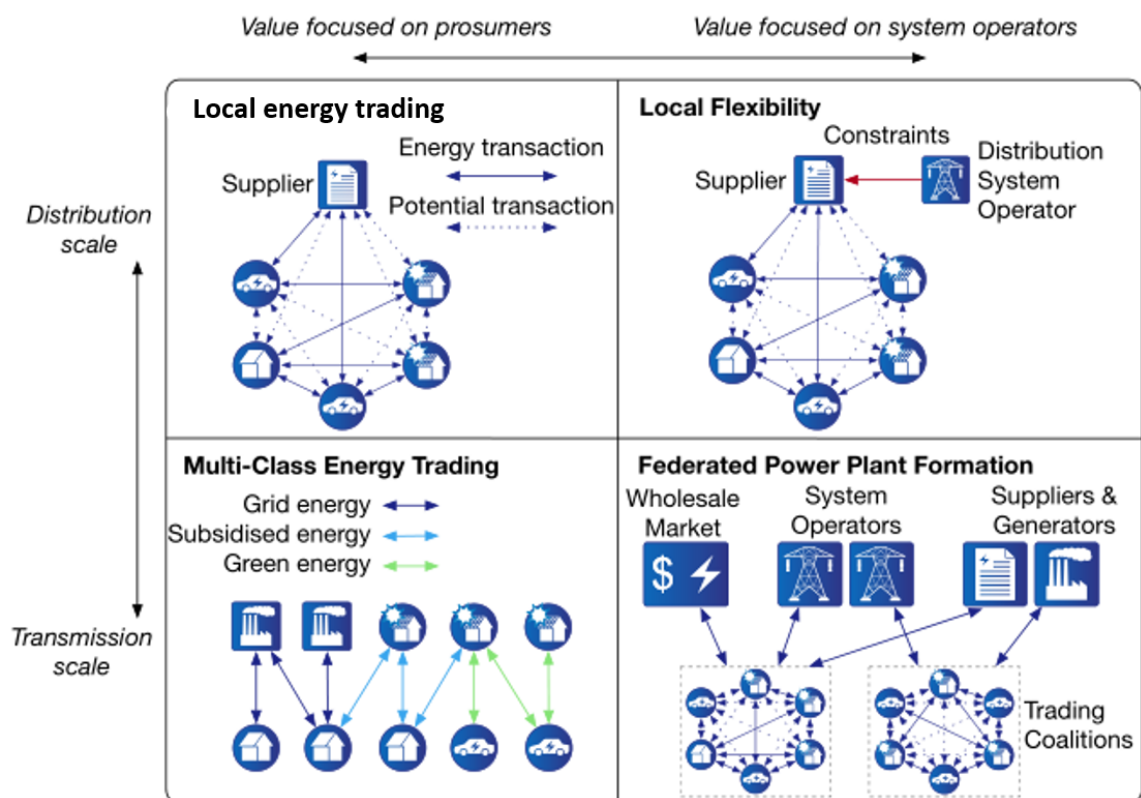 Value focused on prosumers
Value focused on system operators
Distribution
scale
Transmission
scale
Local energy trading
Energy transaction
Supplier
Potential transaction
Local Flexibility
Constraints
Supplier
Distribution
System
Operator
Multi-Class Energy Trading
Grid energy
Subsidised energy
Green energy
Federated Power Plant Formation
Wholesale
Market
System
Operators
Suppliers &
Generators
$
Trading
Coalitions